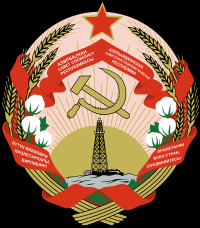 АЗӘРБАЈҸАН
СОВЕТ СОСИАЛИСТ
РЕСПУБЛИКАСЫ
АЗЕРБАЙДЖАНСКАЯ
СОВЕТСКАЯ СОЦИАЛИСТИЧЕСКАЯ
РЕСПУБЛИКА
БҮТҮН ӨЛКӘЛӘРИН
ПРОЛЕТАРЛАРЫ,
БИРЛӘШИН!
ПРОЛЕТАРИИ
ВСЕХ СТРАН,
СОЕДИНЯЙТЕСЬ!